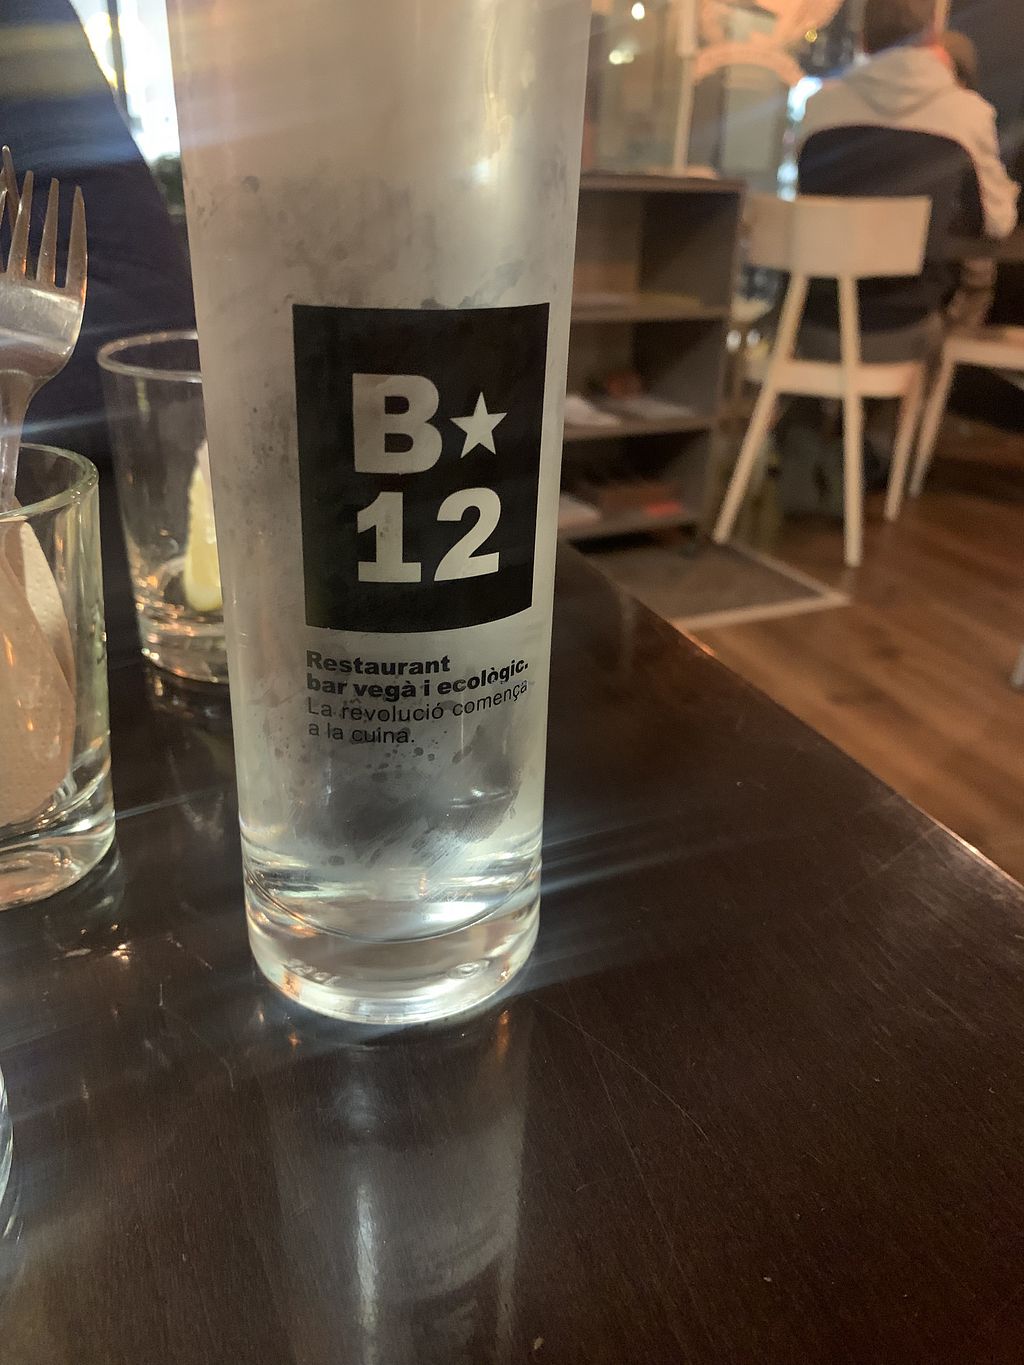 B★
12
Restaurant
bar vegà i ecològic.
La revolució comença
a la cuina.